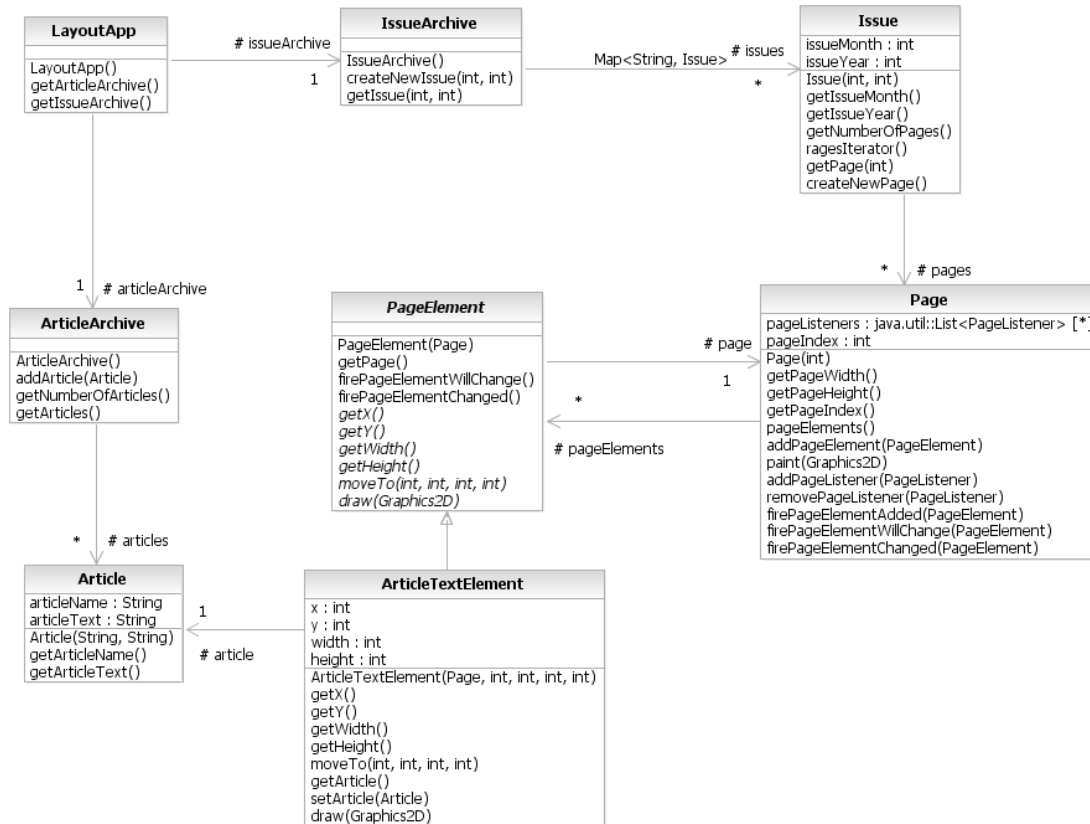 LayoutApp
LayoutApp()
getArticleArchive()
getIssueArchive()
# issueArchive
1
IssueArchive
IssueArchive()
createNewIssue(int, int)
getIssue(int, int)
# issues
Map<String, Issue>
*
Issue
issueMonth : int
issueYear : int
Issue(int, int)
getIssueMonth()
getIssueYear()
getNumberOfPages()
ragesIterator()
getPage(int)
createNewPage()
1
# articleArchive
* # pages
ArticleArchive
ArticleArchive()
addArticle(Article)
getNumberOfArticles()
getArticles()
PageElement
PageElement(Page)
getPage()
firePageElementWillChange()
firePageElementChanged()
getX()
getY()
getWidth()
getHeight()
moveTo(int, int, int, int)
draw(Graphics2D)
# page
1
*
# pageElements
Page
pageListeners : java.util::List<PageListener> [*]
pageIndex : int
Page(int)
getPageWidth()
getPageHeight()
getPageIndex()
pageElements()
addPageElement(PageElement)
paint(Graphics2D)
addPageListener(PageListener)
removePageListener(PageListener)
firePageElementAdded(PageElement)
firePageElementWillChange(PageElement)
firePageElementChanged(PageElement)
* # articles
Article
articleName : String
articleText : String
Article(String, String)
getArticleName()
getArticleText()
1
# article
ArticleTextElement
x : int
y : int
width : int
height : int
ArticleTextElement(Page, int, int, int, int)
getX()
getY()
getWidth()
getHeight()
moveTo(int, int, int, int)
getArticle()
setArticle(Article)
draw(Graphics2D)